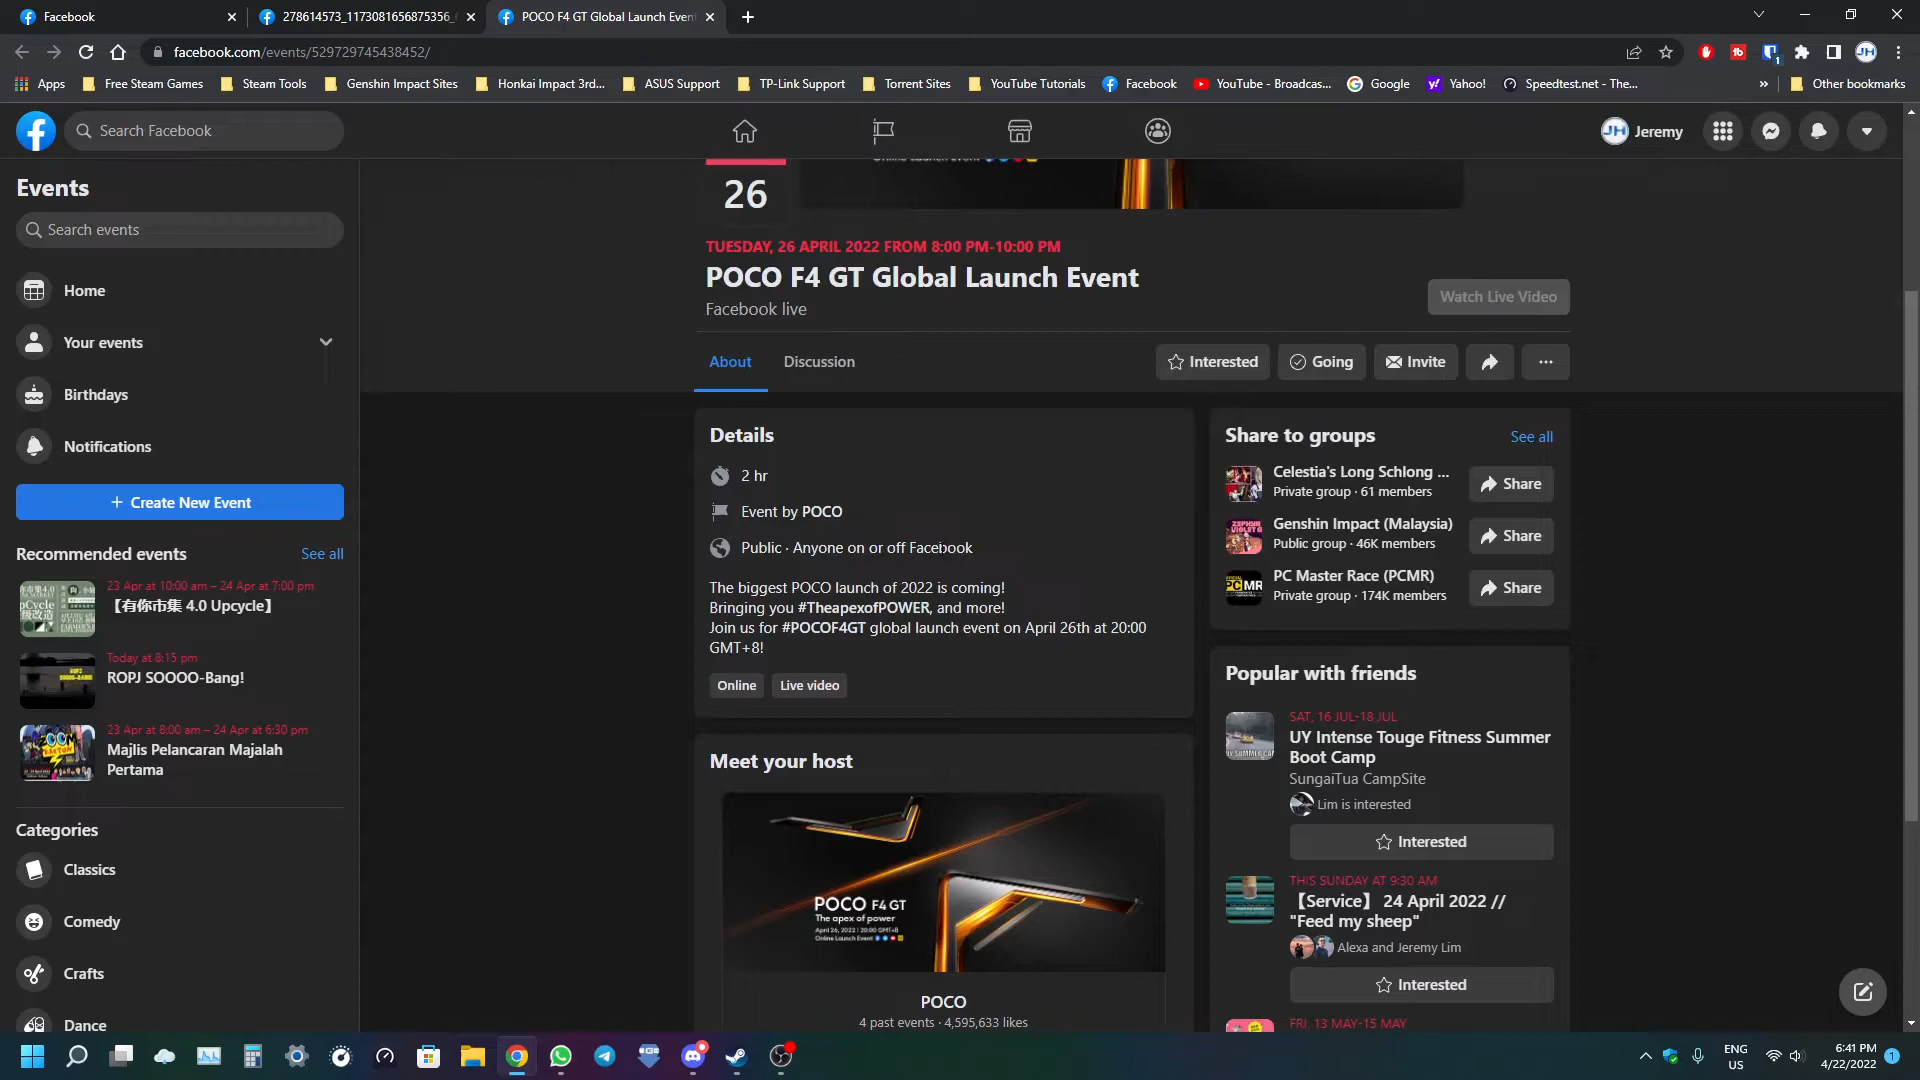 Facebook
278614573_1173081656875356_
POCO F4 GT Global Launch Even
facebook.com/events/529729745438452/
Apps
Free Steam Games
Steam Tools
Genshin Impact Sites
Honkai Impact 3rd...
ASUS Support
TP-Link Support
Torrent Sites
YouTube Tutorials
Facebook
YouTube - Broadcas...
Google
Yahoo!
Speedtest.net - The...
»
Other bookmarks
Search Facebook
JH Jeremy
Events
Search events
Home
Your events
Birthdays
Notifications
+ Create New Event
Recommended events
See all
23 Apr at 10:00 am – 24 Apr at 7:00 pm
【有你市集 4.0 Upcycle】
Today at 8:15 pm
ROPJ SOOOO-Bang!
23 Apr at 8:00 am – 24 Apr at 6:30 pm
Majlis Pelancaran Majalah
Pertama
Categories
Classics
Comedy
Crafts
Dance
26
TUESDAY, 26 APRIL 2022 FROM 8:00 PM-10:00 PM
POCO F4 GT Global Launch Event
Facebook live
Watch Live Video
About
Discussion
Interested
Going
Invite
Details
2 hr
Event by POCO
Public · Anyone on or off Facebook
The biggest POCO launch of 2022 is coming!
Bringing you #TheapexofPOWER, and more!
Join us for #POCOF4GT global launch event on April 26th at 20:00
GMT+8!
Online
Live video
Meet your host
POCO F4 GT
The apex of power
April 26, 2022 | 20:00 GMT+8
Online Launch Event
POCO
4 past events · 4,595,633 likes
Share to groups
See all
Celestia's Long Schlong ...
Private group · 61 members
Share
Genshin Impact (Malaysia)
Public group · 46K members
Share
PC Master Race (PCMR)
Private group · 174K members
Share
Popular with friends
SAT, 16 JUL-18 JUL
UY Intense Touge Fitness Summer
Boot Camp
SungaiTua CampSite
Lim is interested
Interested
THIS SUNDAY AT 9:30 AM
【Service】 24 April 2022 //
"Feed my sheep"
Alexa and Jeremy Lim
Interested
FRI, 13 MAY-15 MAY
ENG
US
6:41 PM
4/22/2022
1